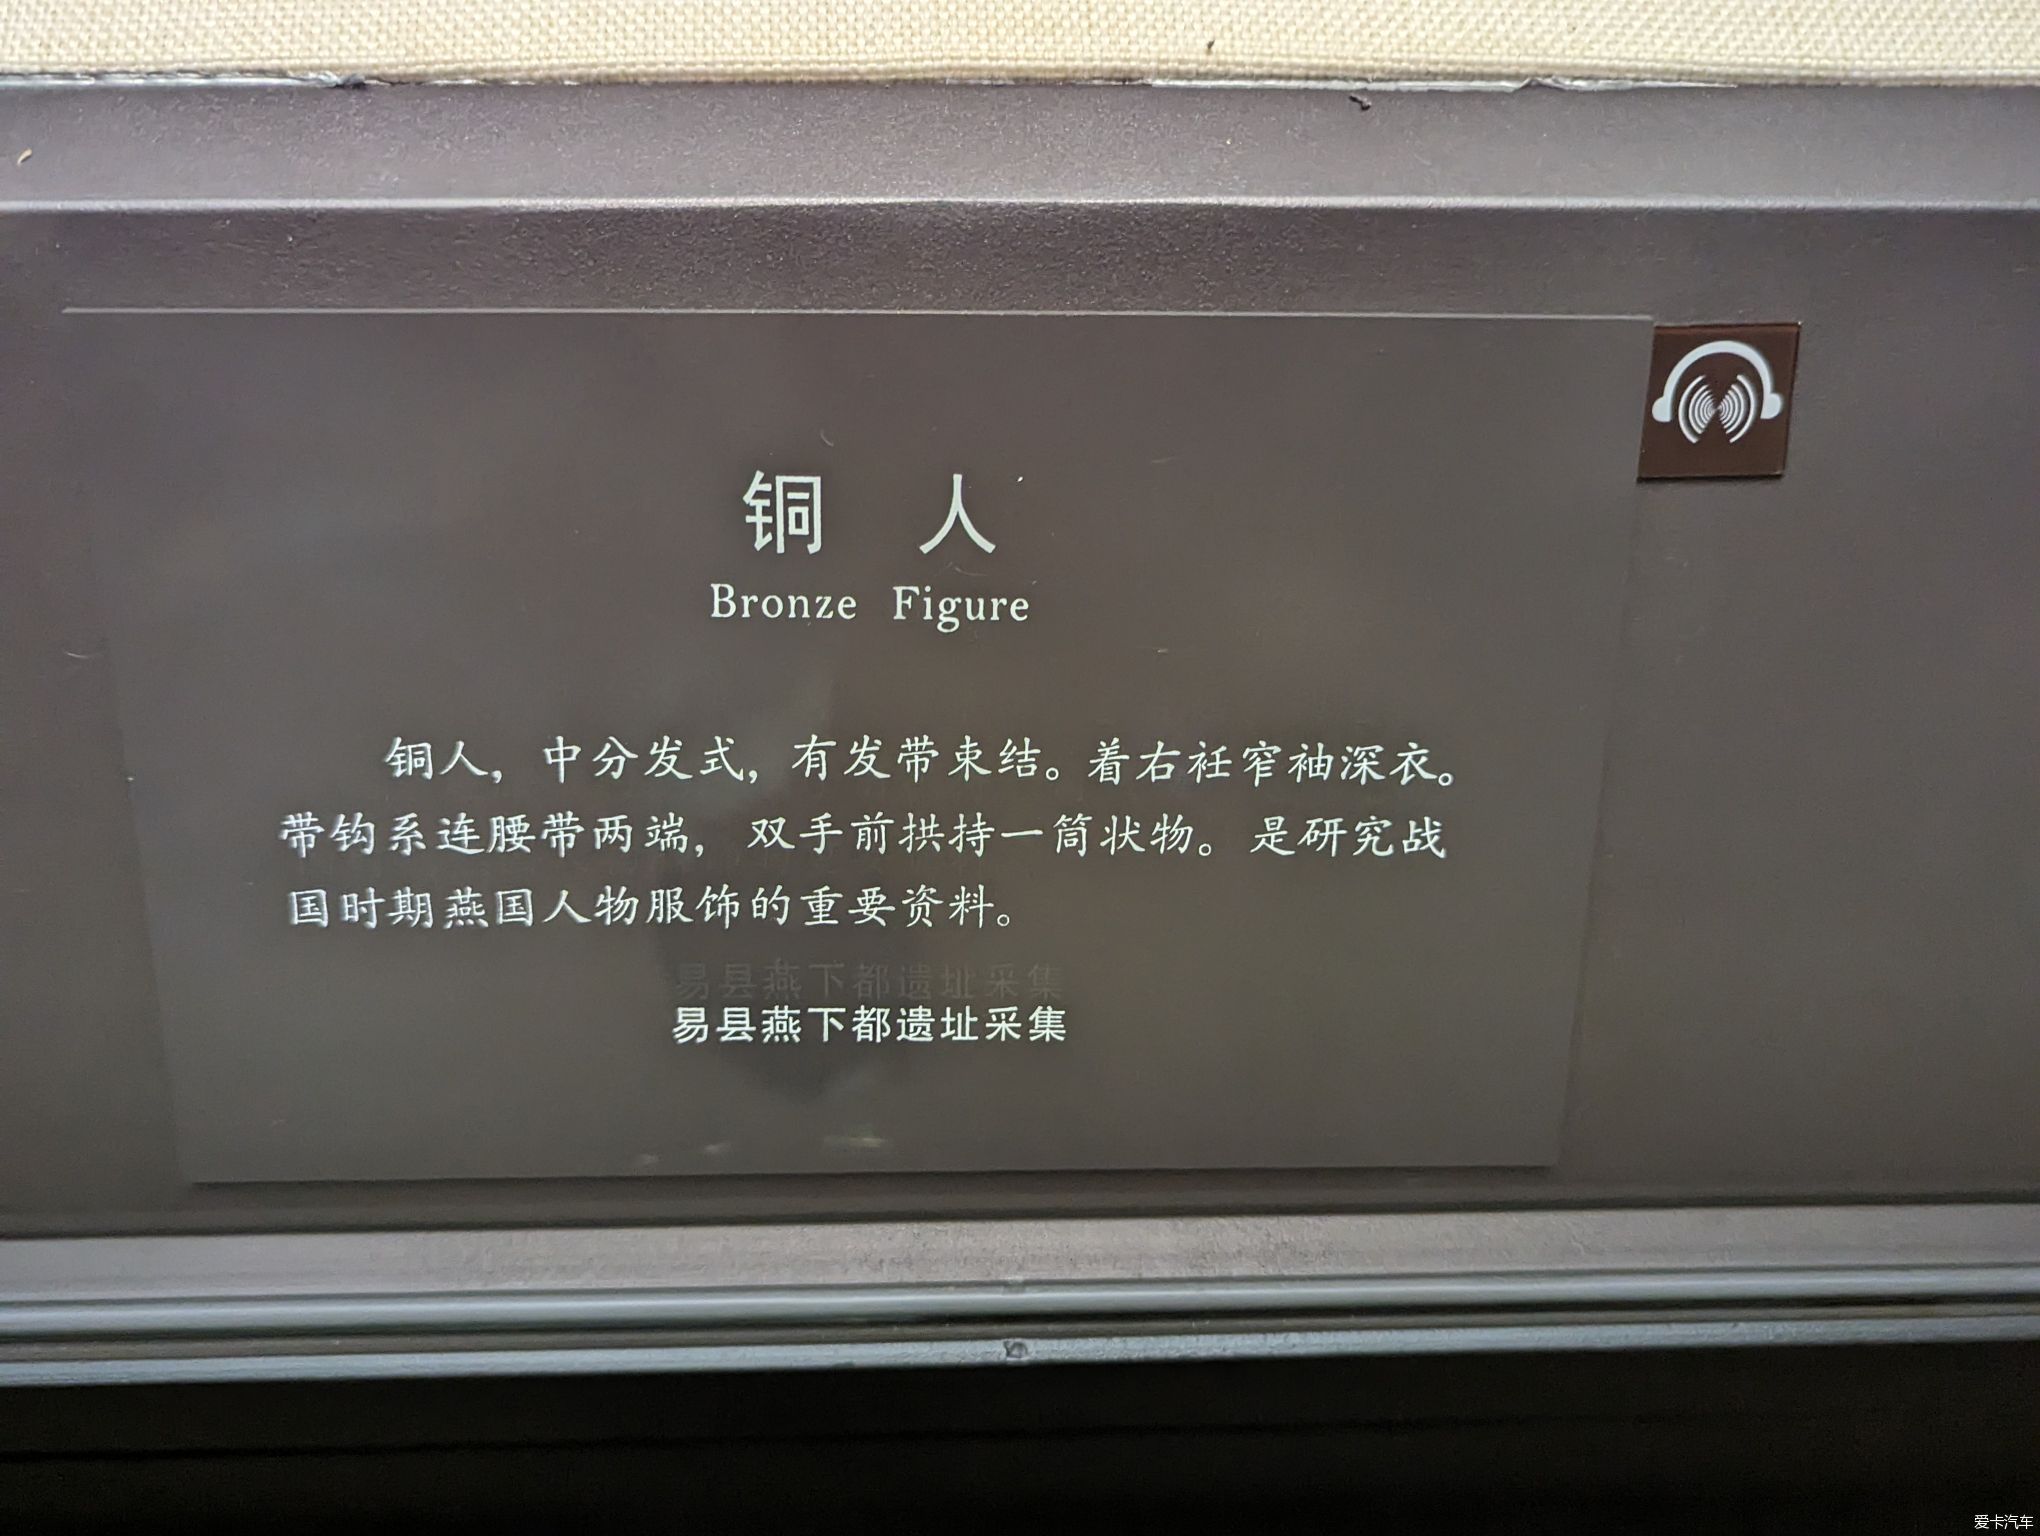 铜 人
Bronze Figure
铜人，中分发式，有发带束结。着右衽窄袖深衣。
带钩系连腰带两端，双手前拱持一筒状物。是研究战
国时期燕国人物服饰的重要资料。
易县燕下都遗址采集
爱卡汽车